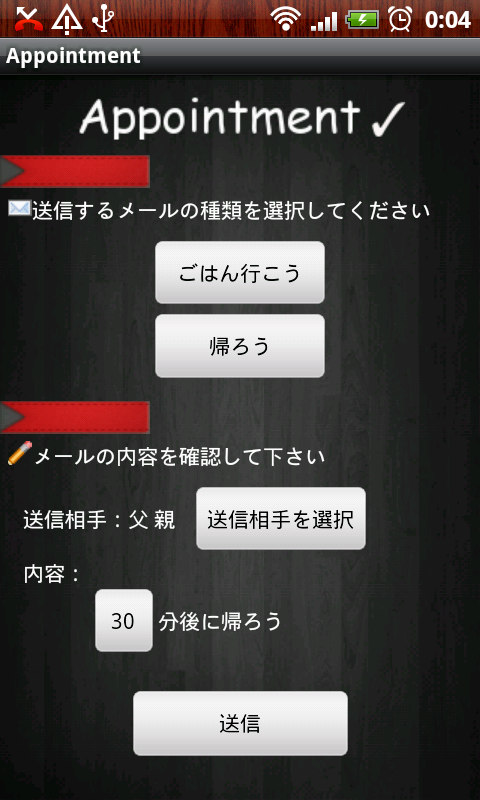 0:04
Appointment
Appointment ✓
送信するメールの種類を選択してください
ごはん行こう
帰ろう
メールの内容を確認して下さい
送信相手：父 親 送信相手を選択
内容：
30 分後に帰ろう
送信